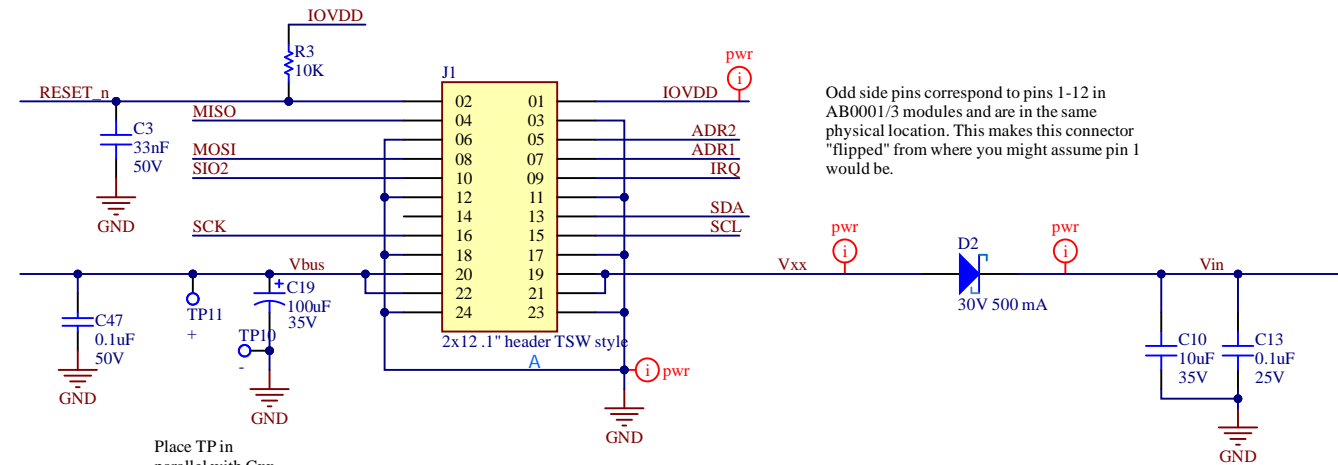 IOVDD
R3
10K
RESET_n
C3
33nF
50V
GND
MISO
MOSI
SIO2
SCK
J1
02 01
04 03
06 05
08 07
10 09
12 11
14 13
16 15
18 17
20 19
22 21
24 23
2x12 .1" header TSW style
A
IOVDD
pwr
i
ADR2
ADR1
IRQ
SDA
SCL
Odd side pins correspond to pins 1-12 in
AB0001/3 modules and are in the same
physical location. This makes this connector
"flipped" from where you might assume pin 1
would be.
Vbus
C47
0.1uF
50V
GND
TP11
+
+
C19
100uF
35V
TP10
-
GND
i
pwr
GND
Vxx
pwr
i
D2
30V 500 mA
pwr
i
Vin
C10
10uF
35V
C13
0.1uF
25V
GND
Place TP in
parallel with Cxx